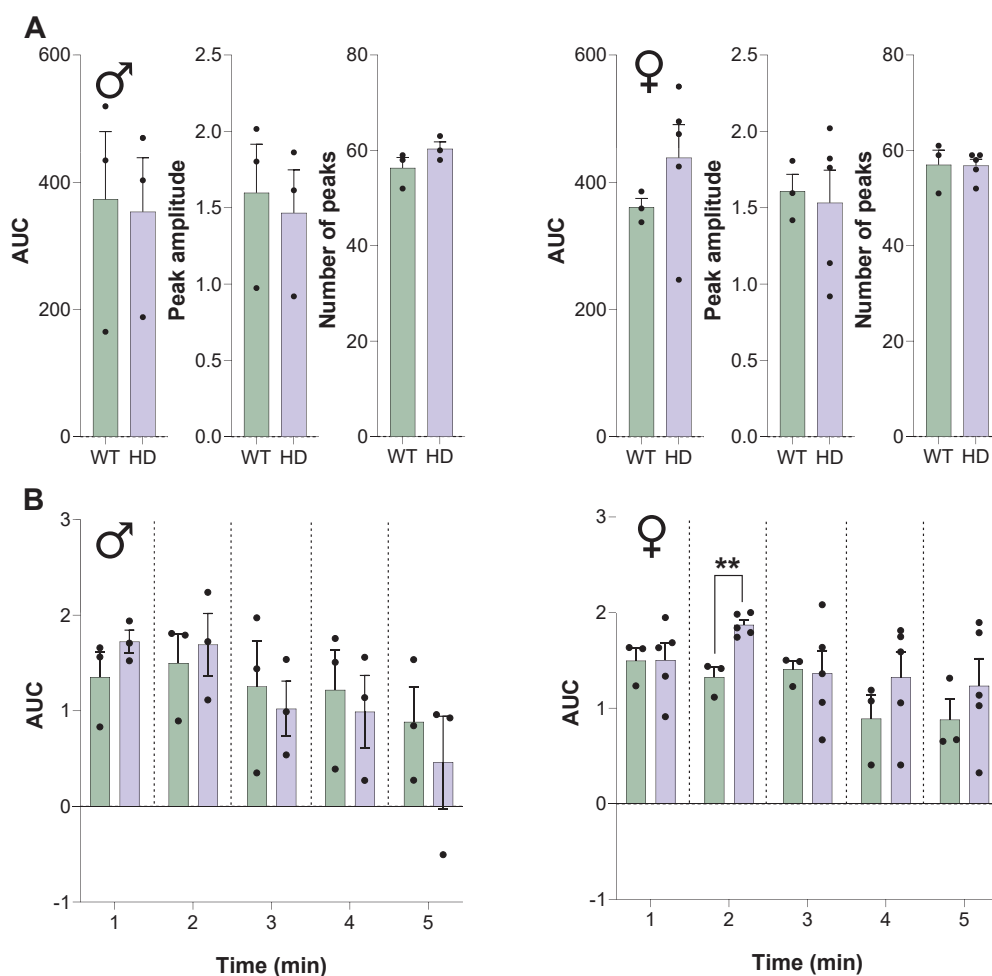 A
AUC
600
400
200
0
WT HD
Peak amplitude
2.5
2.0
1.5
1.0
0.5
0.0
WT HD
Number of peaks
80
60
40
20
0
WT HD
AUC
600
400
200
0
WT HD
Peak amplitude
2.5
2.0
1.5
1.0
0.5
0.0
WT HD
Number of peaks
80
60
40
20
0
WT HD
B
AUC
3
2
1
0
-1
1 2 3 4 5
Time (min)
AUC
3
2
1
0
-1
**
1 2 3 4 5
Time (min)